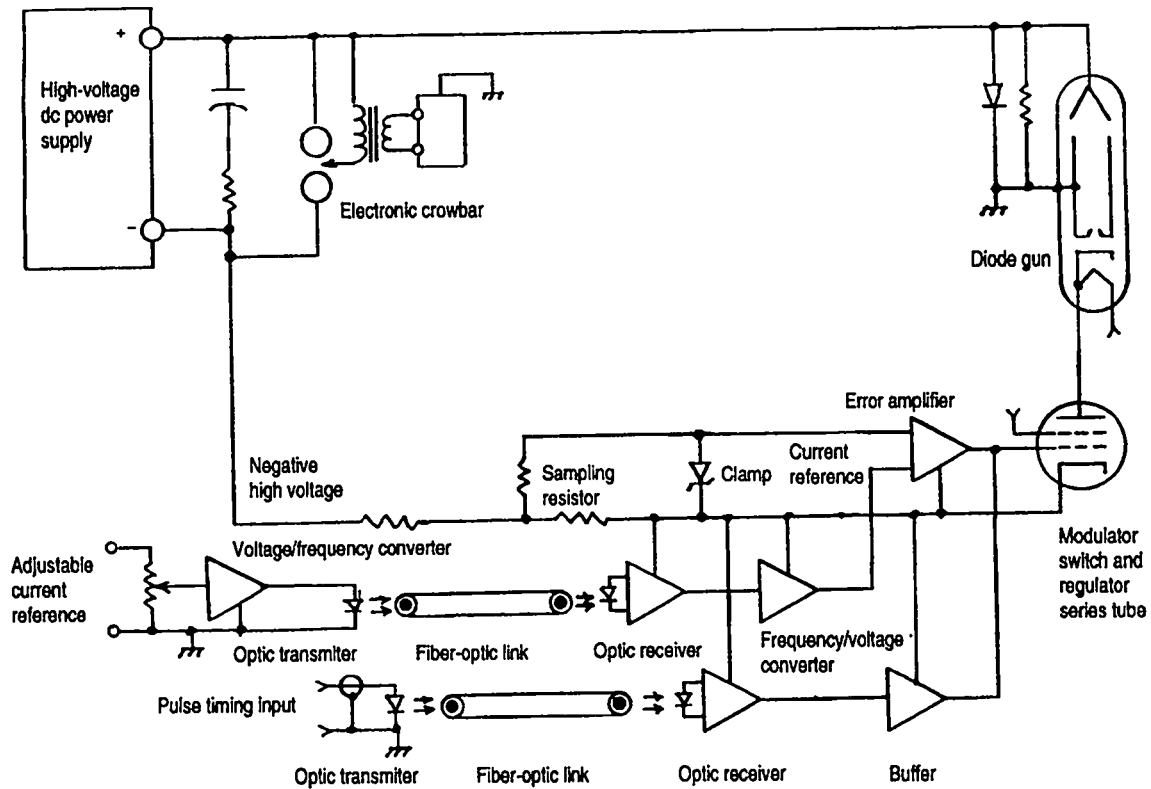 +
High-voltage
dc power
supply
-
Electronic crowbar
Diode gun
Error amplifier
Negative
high voltage
Sampling
resistor
Clamp
Current
reference
Modulator
switch and
regulator
series tube
Voltage/frequency converter
Adjustable
current
reference
Optic transmiter
Fiber-optic link
Optic receiver
Frequency/voltage
converter
Pulse timing input
Optic transmiter
Fiber-optic link
Optic receiver
Buffer